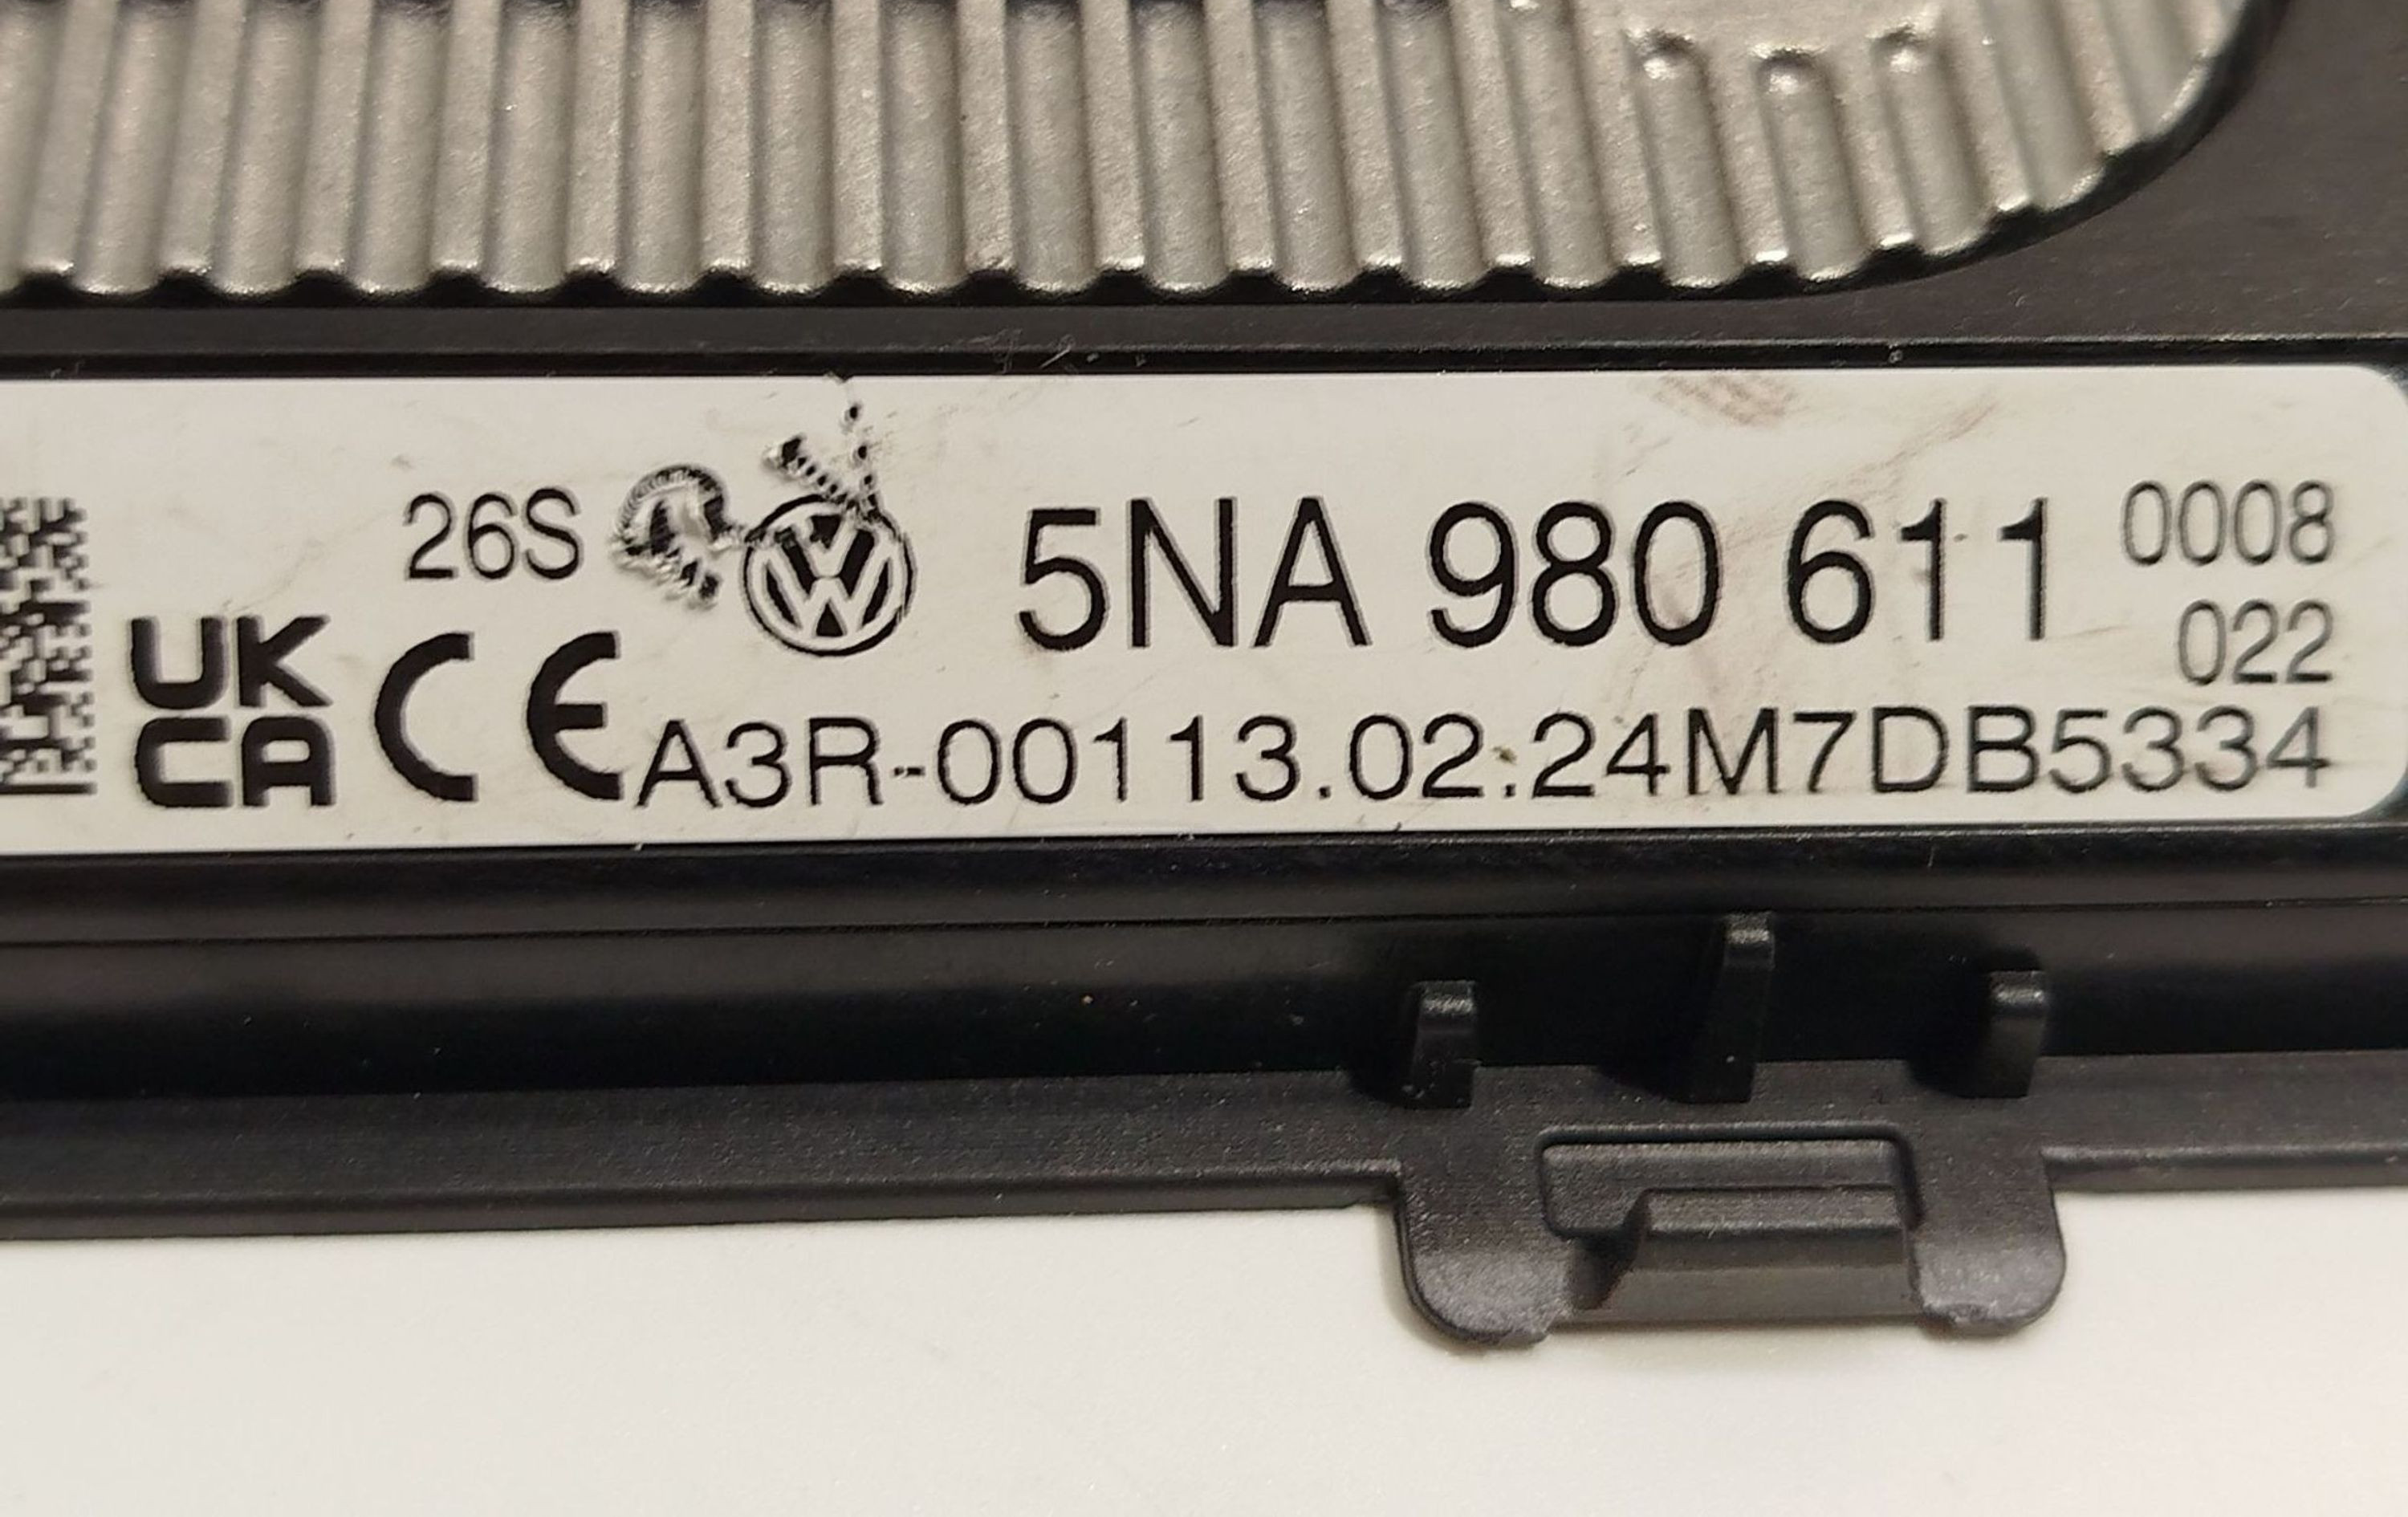 26S 5NA 980 611 0008
022
UK
CA CE A3R-00113.02:24M7DB5334